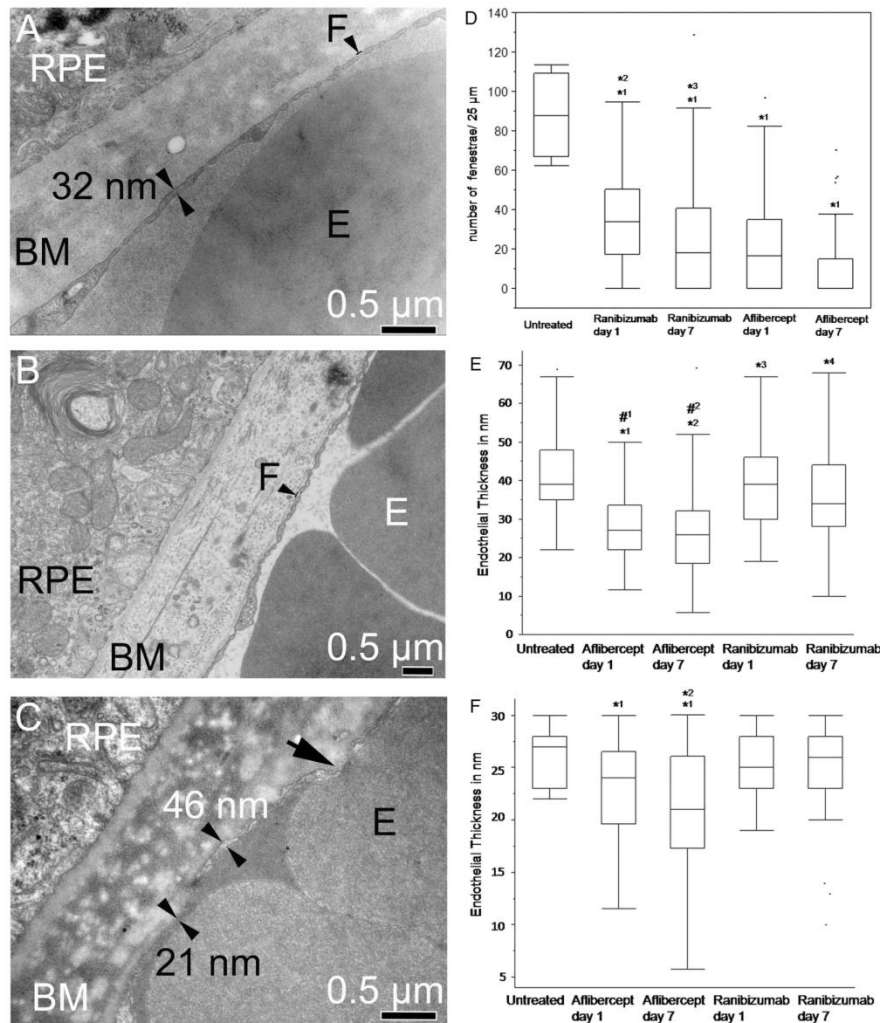 A
RPE
F
32 nm
E
BM
0.5 µm
B
F
E
RPE
BM
0.5 µm
C
RPE
46 nm
E
21 nm
BM
0.5 µm
D
140
120
100
80
60
40
20
0
number of fenestrae/ 25 µm
*2
*1
*3
*1
*1
*1
Untreated Ranibizumab day 1 Ranibizumab day 7 Aflibercept day 1 Aflibercept day 7
E
70
60
50
40
30
20
10
0
Endothelial Thickness in nm
#1
*1
#2
*2
*3
*4
Untreated Aflibercept day 1 Aflibercept day 7 Ranibizumab day 1 Ranibizumab day 7
F
30
25
20
15
10
5
Endothelial Thickness in nm
*1
*2
*1
Untreated Aflibercept day 1 Aflibercept day 7 Ranibizumab day 1 Ranibizumab day 7